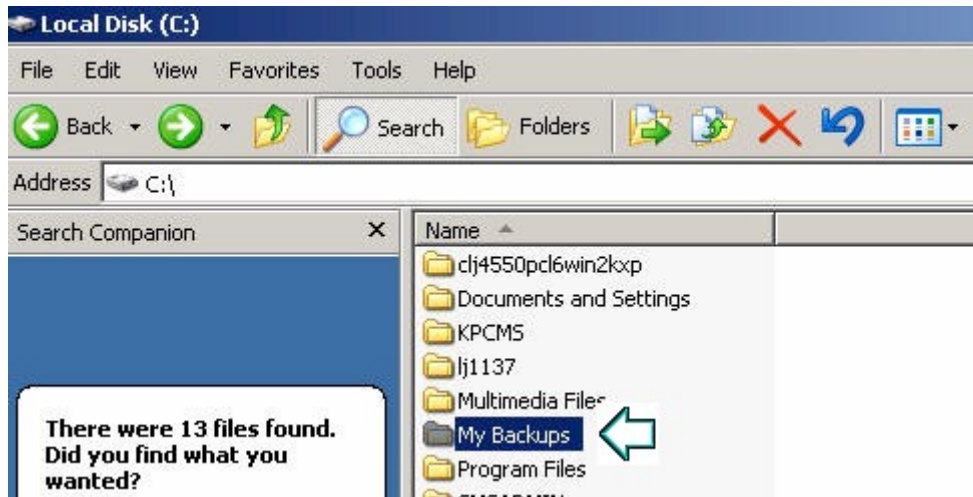 Local Disk (C:)
File Edit View Favorites Tools Help
Back Search Folders
Address C:\
Search Companion X Name
clj4550pcl6win2kxp
Documents and Settings
KPCMS
lj1137
Multimedia Files
My Backups
Program Files
There were 13 files found.
Did you find what you
wanted?